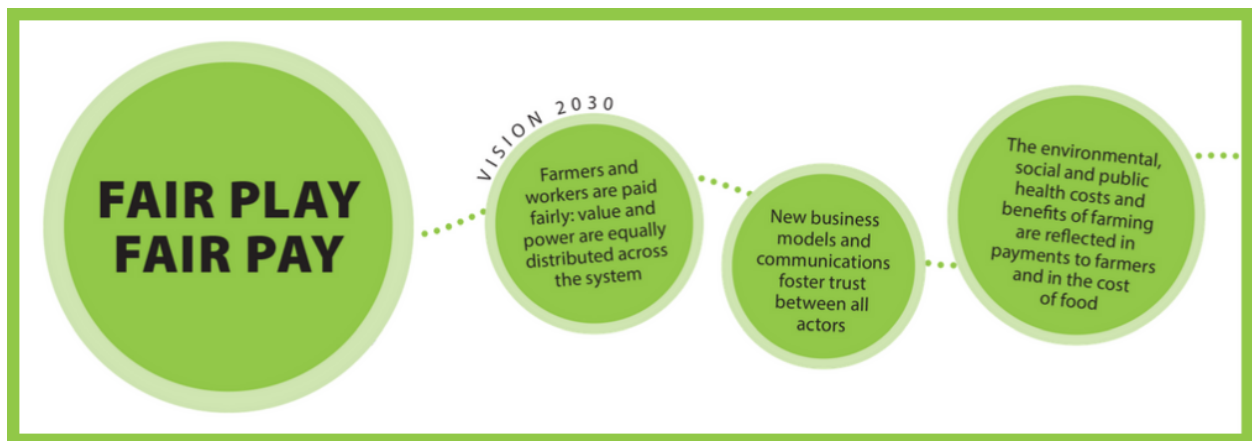 FAIR PLAY
FAIR PAY
VISION 2030
Farmers and
workers are paid
fairly: value and
power are equally
distributed across
the system
New business
models and
communications
foster trust
between all
actors
The environmental,
social and public
health costs and
benefits of farming
are reflected in
payments to farmers
and in the cost
of food